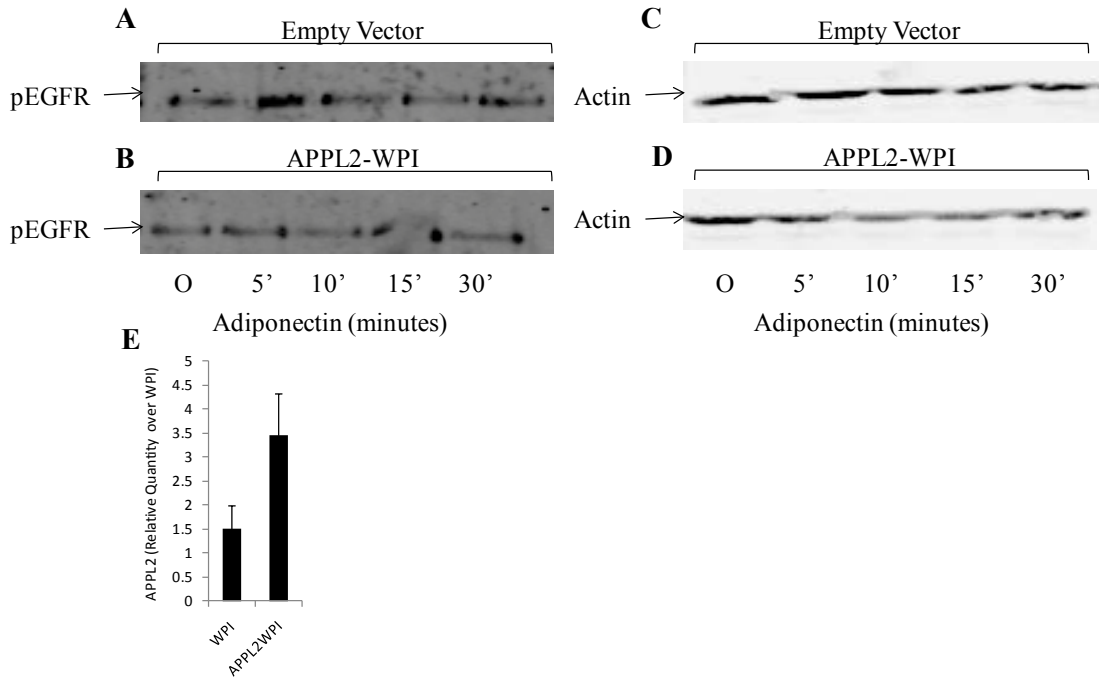 A
Empty Vector
pEGFR
B
APPL2-WPI
pEGFR
O 5’ 10’ 15’ 30’
Adiponectin (minutes)
C
Empty Vector
Actin
D
APPL2-WPI
Actin
O 5’ 10’ 15’ 30’
Adiponectin (minutes)
E
APPL2 (Relative Quantity over WPI)
5
4.5
4
3.5
3
2.5
2
1.5
1
0.5
0
WPI
APPL2WPI